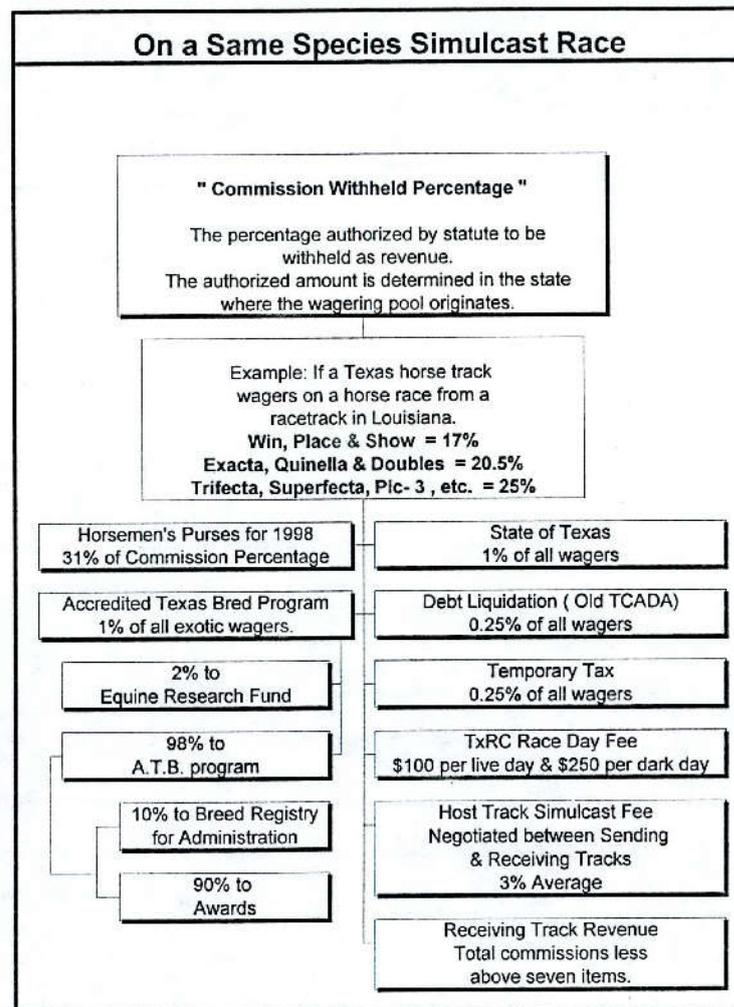 On a Same Species Simulcast Race
" Commission Withheld Percentage "
The percentage authorized by statute to be
withheld as revenue.
The authorized amount is determined in the state
where the wagering pool originates.
Example: If a Texas horse track
wagers on a horse race from a
racetrack in Louisiana.
Win, Place & Show = 17%
Exacta, Quinella & Doubles = 20.5%
Trifecta, Superfecta, Pic- 3 , etc. = 25%
Horsemen's Purses for 1998
31% of Commission Percentage
Accredited Texas Bred Program
1% of all exotic wagers.
2% to
Equine Research Fund
98% to
A.T.B. program
10% to Breed Registry
for Administration
90% to
Awards
State of Texas
1% of all wagers
Debt Liquidation ( Old TCADA)
0.25% of all wagers
Temporary Tax
0.25% of all wagers
TxRC Race Day Fee
$100 per live day & $250 per dark day
Host Track Simulcast Fee
Negotiated between Sending
& Receiving Tracks
3% Average
Receiving Track Revenue
Total commissions less
above seven items.